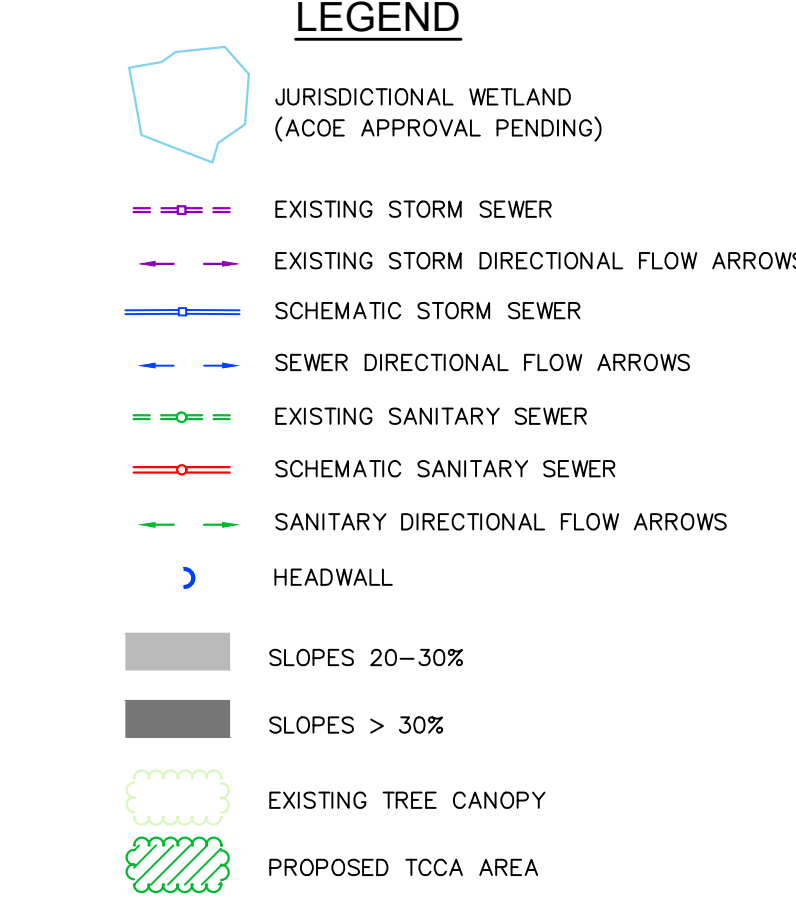 LEGEND
JURISDICTIONAL WETLAND
(ACOE APPROVAL PENDING)
EXISTING STORM SEWER
EXISTING STORM DIRECTIONAL FLOW ARROWS
SCHEMATIC STORM SEWER
SEWER DIRECTIONAL FLOW ARROWS
EXISTING SANITARY SEWER
SCHEMATIC SANITARY SEWER
SANITARY DIRECTIONAL FLOW ARROWS
HEADWALL
SLOPES 20-30%
SLOPES > 30%
EXISTING TREE CANOPY
PROPOSED TCCA AREA